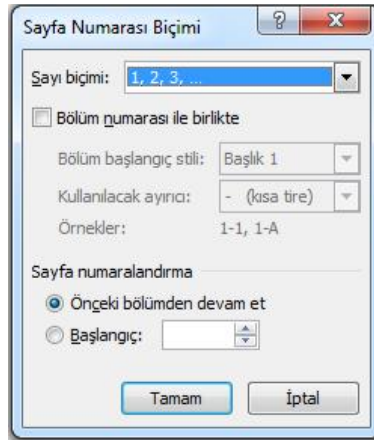 Sayfa Numarası Biçimi
Sayı biçimi: 1, 2, 3, ...
Bölüm numarası ile birlikte
Bölüm başlangıç stili: Başlık 1
Kullanılacak ayırıcı: - (kısa tire)
Örnekler: 1-1, 1-A
Sayfa numaralandırma
Önceki bölümden devam et
Başlangıç:
Tamam İptal